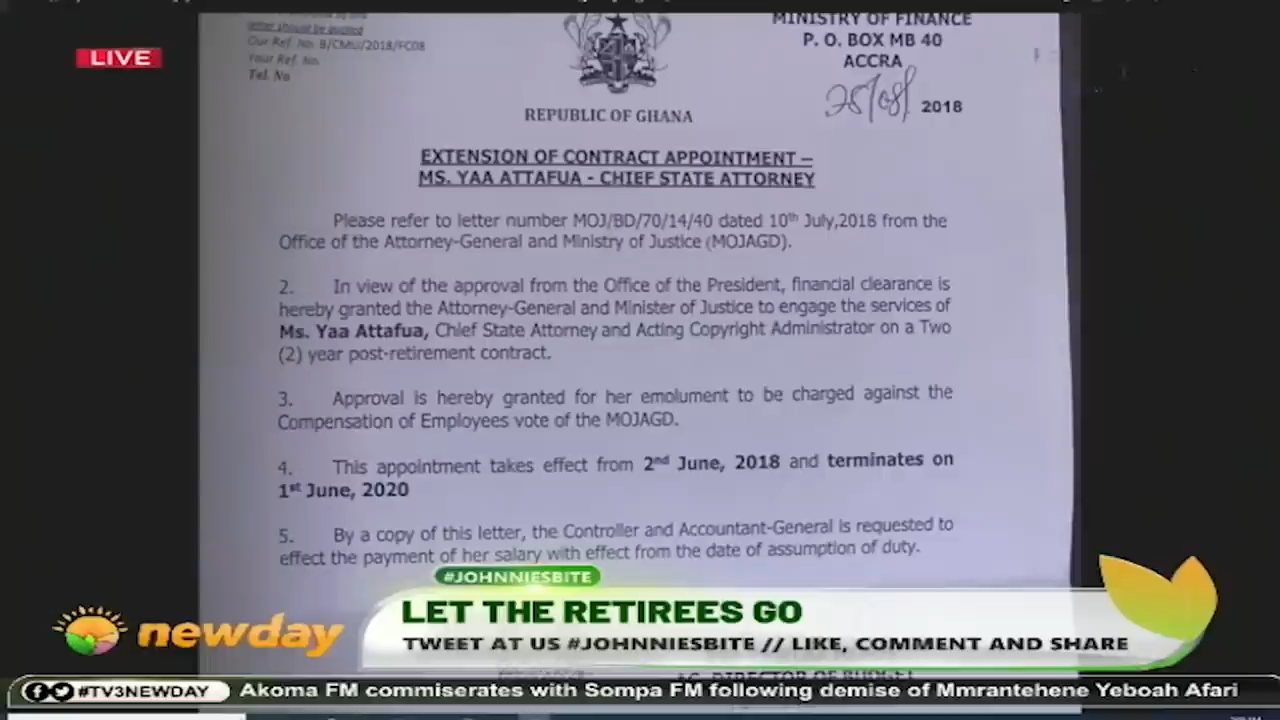 LIVE
letter should be quoted
Our Ref. No. B/CMU/2018/FC08
Your Ref. No.
Tel. No
MINISTRY OF FINANCE
P. O. BOX MB 40
ACCRA
28/08/ 2018
REPUBLIC OF GHANA
EXTENSION OF CONTRACT APPOINTMENT –
MS. YAA ATTAFUA - CHIEF STATE ATTORNEY
Please refer to letter number MOJ/BD/70/14/40 dated 10th July,2018 from the
Office of the Attorney-General and Ministry of Justice (MOJAGD).
2. In view of the approval from the Office of the President, financial clearance is
hereby granted the Attorney-General and Minister of Justice to engage the services of
Ms. Yaa Attafua, Chief State Attorney and Acting Copyright Administrator on a Two
(2) year post-retirement contract.
3. Approval is hereby granted for her emolument to be charged against the
Compensation of Employees vote of the MOJAGD.
4. This appointment takes effect from 2nd June, 2018 and terminates on
1st June, 2020
5. By a copy of this letter, the Controller and Accountant-General is requested to
effect the payment of her salary with effect from the date of assumption of duty.
#JOHNNIESBITE
LET THE RETIREES GO
TWEET AT US #JOHNNIESBITE // LIKE, COMMENT AND SHARE
newday
AG. DIRECTOR OF BUDGET
#TV3NEWDAY
Akoma FM commiserates with Sompa FM following demise of Mmrantehene Yeboah Afari